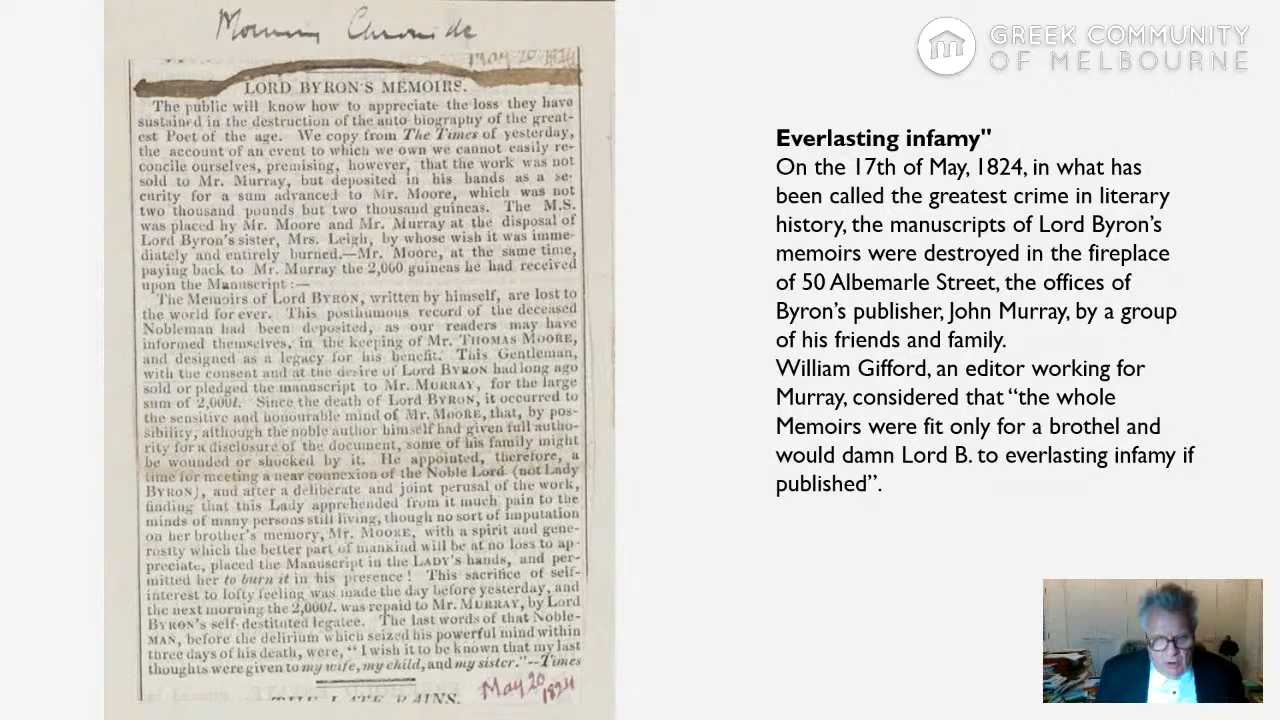 Morning Chronicle
May 20 1824
LORD BYRON'S MEMOIRS.
The public will know how to appreciate the loss they have
sustained in the destruction of the auto-biography of the great-
est Poet of the age. We copy from The Times of yesterday,
the account of an event to which we own we cannot easily re-
concile ourselves, premising, however, that the work was not
sold to Mr. Murray, but deposited in his hands as a se-
curity for a sum advanced to Mr. Moore, which was not
two thousand pounds but two thousand guineas. The M.S.
was placed by Mr. Moore and Mr. Murray at the disposal of
Lord Byron's sister, Mrs. Leigh, by whose wish it was imme-
diately and entirely burned.—Mr. Moore, at the same time,
paying back to Mr. Murray the 2,000 guineas he had received
upon the Manuscript :—
The Memoirs of Lord BYRON, written by himself, are lost to
the world for ever. This posthumous record of the deceased
Nobleman had been deposited, as our readers may have
informed themselves, in the keeping of Mr. THOMAS MOORE,
and designed as a legacy for his benefit. This Gentleman,
with the consent and at the desire of Lord BYRON had long ago
sold or pledged the manuscript to Mr. MURRAY, for the large
sum of 2,000l. Since the death of Lord BYRON, it occurred to
the sensitive and honourable mind of Mr. MOORE, that, by pos-
sibility, although the noble author himself had given full autho-
rity for a disclosure of the document, some of his family might
be wounded or shocked by it. He appointed, therefore, a
time for meeting a near connexion of the Noble Lord (not Lady
BYRON), and after a deliberate and joint perusal of the work,
finding that this Lady apprehended from it much pain to the
minds of many persons still living, though no sort of imputation
on her brother's memory, Mr. MOORE, with a spirit and gene-
rosity which the better part of mankind will be at no loss to ap-
preciate, placed the Manuscript in the LADY'S hands, and per-
mitted her to burn it in his presence ! This sacrifice of self-
interest to lofty feeling was made the day before yesterday, and
the next morning the 2,000l. was repaid to Mr. MURRAY, by Lord
BYRON'S self-destituted legatee. The last words of that Noble-
MAN, before the delirium which seized his powerful mind within
three days of his death, were, " I wish it to be known that my last
thoughts were given to my wife, my child, and my sister."--Times
May 20
1824
THE LATE RAINS.
GREEK COMMUNITY
OF MELBOURNE
Everlasting infamy"
On the 17th of May, 1824, in what has
been called the greatest crime in literary
history, the manuscripts of Lord Byron's
memoirs were destroyed in the fireplace
of 50 Albemarle Street, the offices of
Byron's publisher, John Murray, by a group
of his friends and family.
William Gifford, an editor working for
Murray, considered that “the whole
Memoirs were fit only for a brothel and
would damn Lord B. to everlasting infamy if
published”.